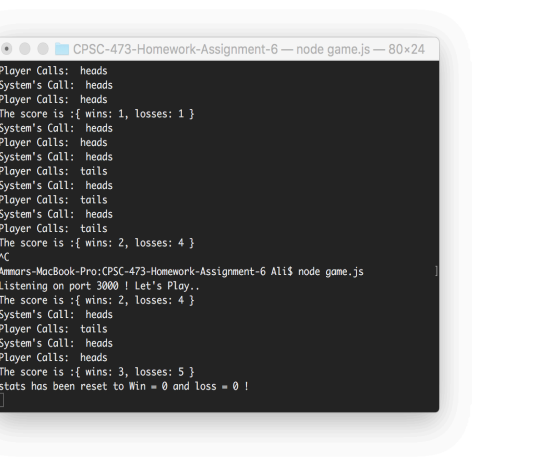 CPSC-473-Homework-Assignment-6 — node game.js — 80×24
Player Calls:  heads
System's Call:  heads
Player Calls:  heads
The score is :{ wins: 1, losses: 1 }
System's Call:  heads
Player Calls:  heads
System's Call:  heads
Player Calls:  tails
System's Call:  heads
Player Calls:  tails
System's Call:  heads
Player Calls:  tails
The score is :{ wins: 2, losses: 4 }
^C
Ammars-MacBook-Pro:CPSC-473-Homework-Assignment-6 Ali$ node game.js
Listening on port 3000 ! Let's Play..
The score is :{ wins: 2, losses: 4 }
System's Call:  heads
Player Calls:  tails
System's Call:  heads
Player Calls:  heads
The score is :{ wins: 3, losses: 5 }
stats has been reset to Win = 0 and loss = 0 !